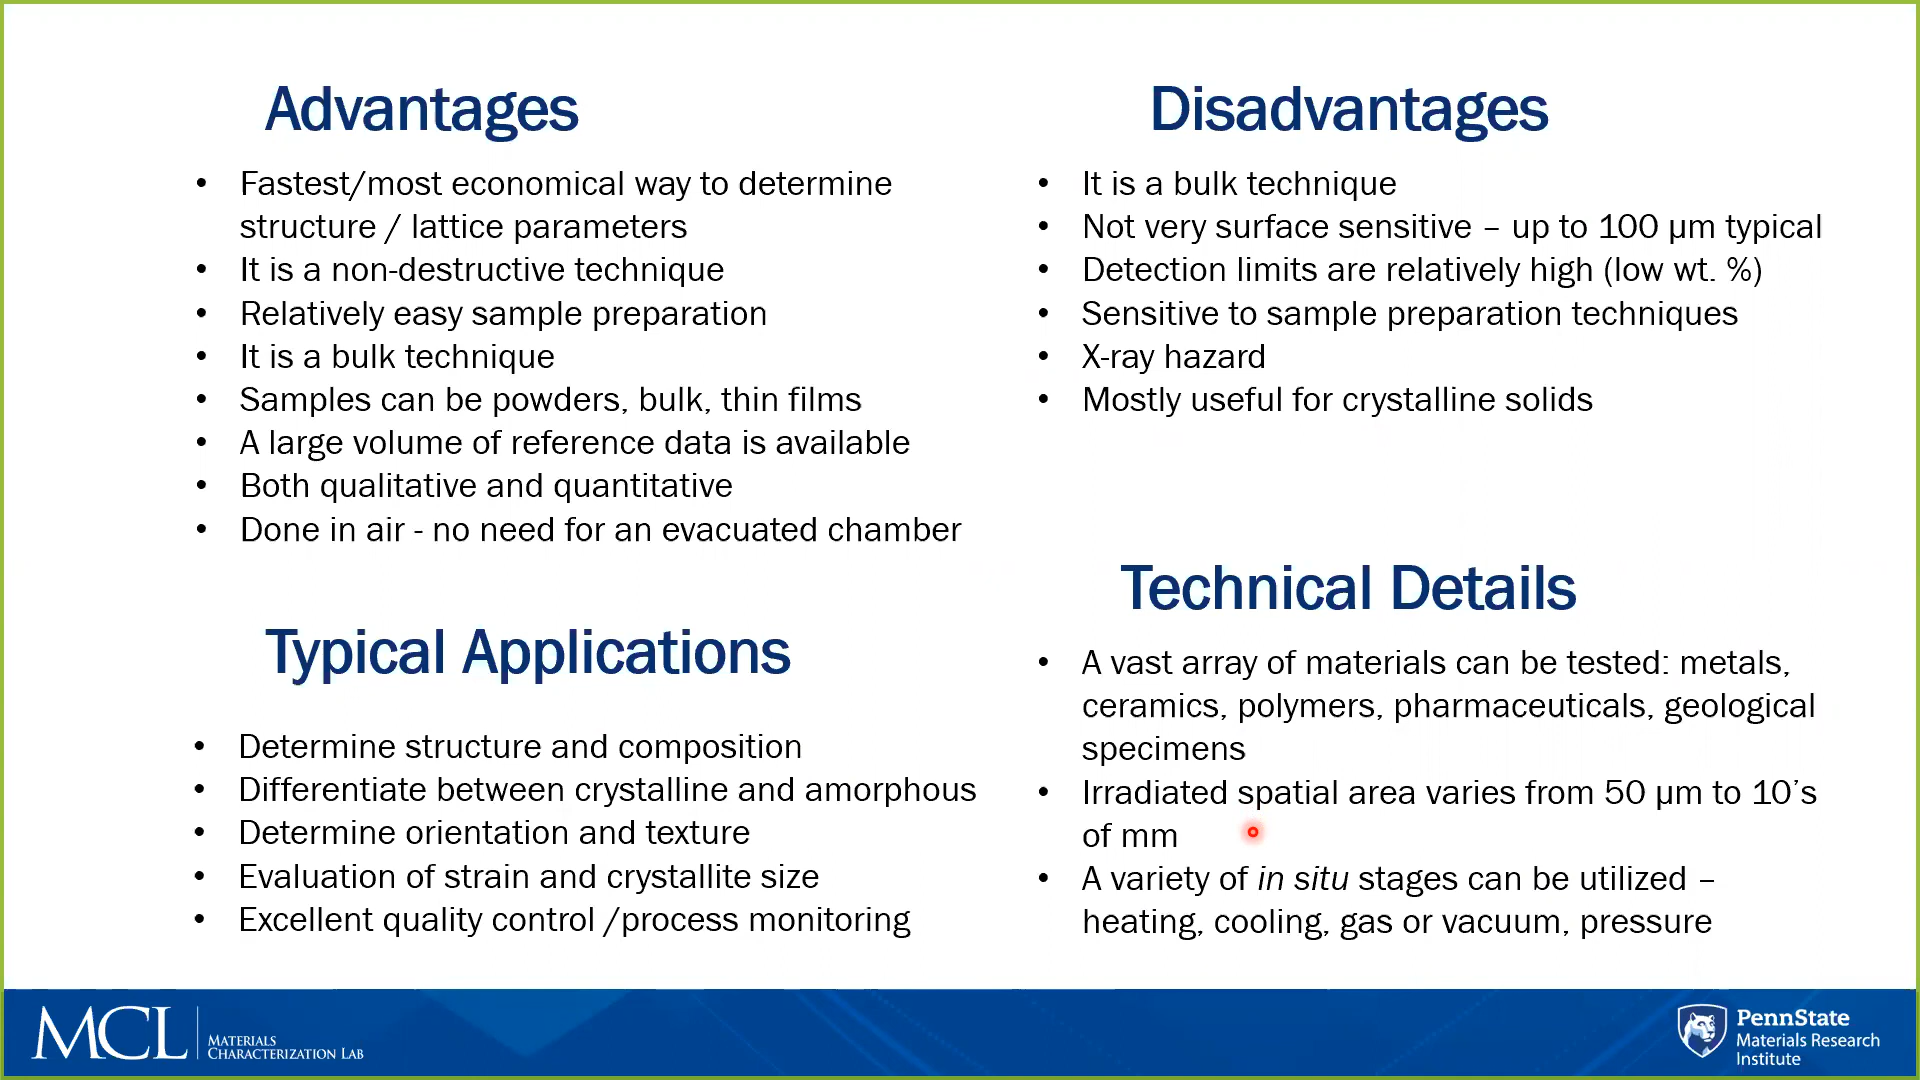 Advantages
• Fastest/most economical way to determine
structure / lattice parameters
• It is a non-destructive technique
• Relatively easy sample preparation
• It is a bulk technique
• Samples can be powders, bulk, thin films
• A large volume of reference data is available
• Both qualitative and quantitative
• Done in air - no need for an evacuated chamber
Disadvantages
• It is a bulk technique
• Not very surface sensitive – up to 100 µm typical
• Detection limits are relatively high (low wt. %)
• Sensitive to sample preparation techniques
• X-ray hazard
• Mostly useful for crystalline solids
Typical Applications
• Determine structure and composition
• Differentiate between crystalline and amorphous
• Determine orientation and texture
• Evaluation of strain and crystallite size
• Excellent quality control /process monitoring
Technical Details
• A vast array of materials can be tested: metals,
ceramics, polymers, pharmaceuticals, geological
specimens
• Irradiated spatial area varies from 50 µm to 10’s
of mm
• A variety of in situ stages can be utilized –
heating, cooling, gas or vacuum, pressure
MCL
MATERIALS
CHARACTERIZATION LAB
PennState
Materials Research
Institute